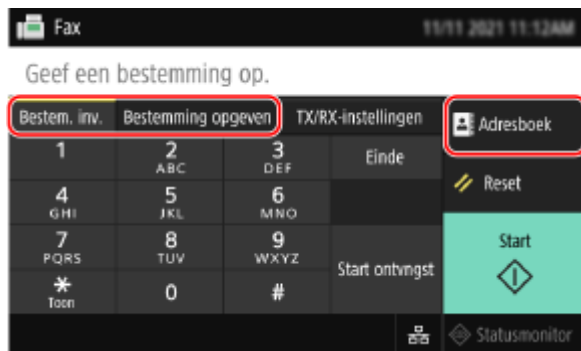 Fax 11/11 2021 11:12AM
Geef een bestemming op.
Bestem. inv. Bestemming opgeven TX/RX-instellingen Adresboek
1 2 3 Einde
ABC DEF
Reset
4 5 6
GHI JKL MNO
7 8 9 Start
PQRS TUV WXYZ
Start ontvngst
* 0 #
Toon
Statusmonitor